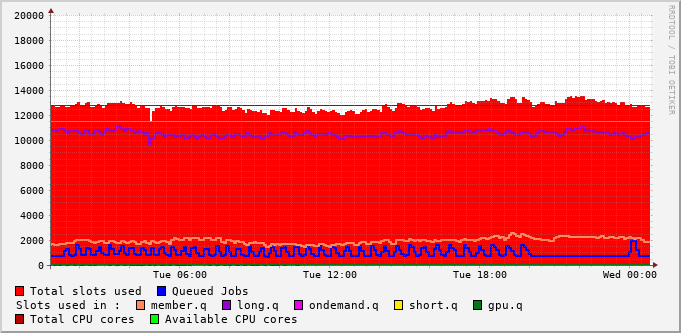 RRDTOOL / TOBI OETIKER
20000
18000
16000
14000
12000
10000
8000
6000
4000
2000
0
Tue 06:00 Tue 12:00 Tue 18:00 Wed 00:00
Total slots used Queued Jobs
Slots used in : member.q long.q ondemand.q short.q gpu.q
Total CPU cores Available CPU cores